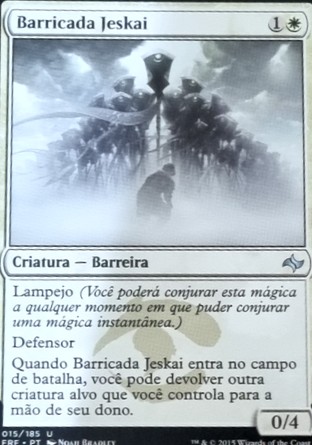 Barricada Jeskai 1
Criatura — Barreira
Lampejo (Você poderá conjurar esta mágica
a qualquer momento em que puder conjurar
uma mágica instantânea.)
Defensor
Quando Barricada Jeskai entra no campo
de batalha, você pode devolver outra
criatura alvo que você controla para a
mão de seu dono.
0/4
015/185 U
FRF • PT NOAH BRADLEY
™ & © 2015 Wizards of the Coast